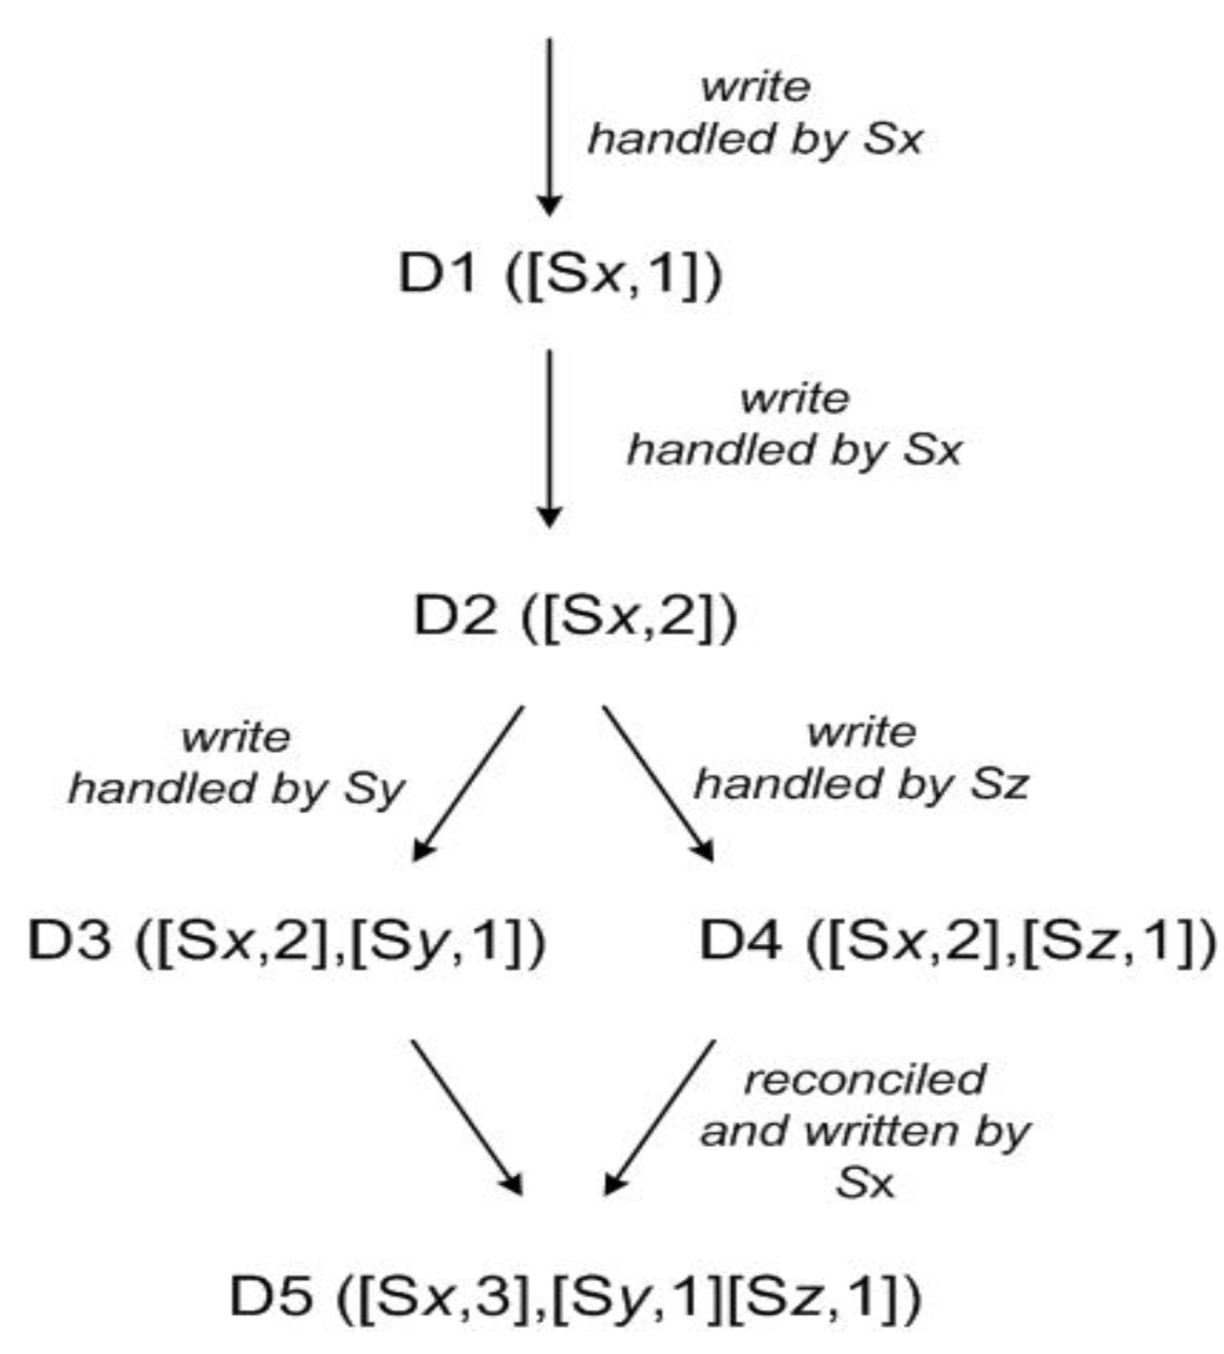 write
handled by Sx
D1 ([Sx,1])
write
handled by Sx
D2 ([Sx,2])
write
handled by Sy
write
handled by Sz
D3 ([Sx,2],[Sy,1])
D4 ([Sx,2],[Sz,1])
reconciled
and written by
Sx
D5 ([Sx,3],[Sy,1][Sz,1])